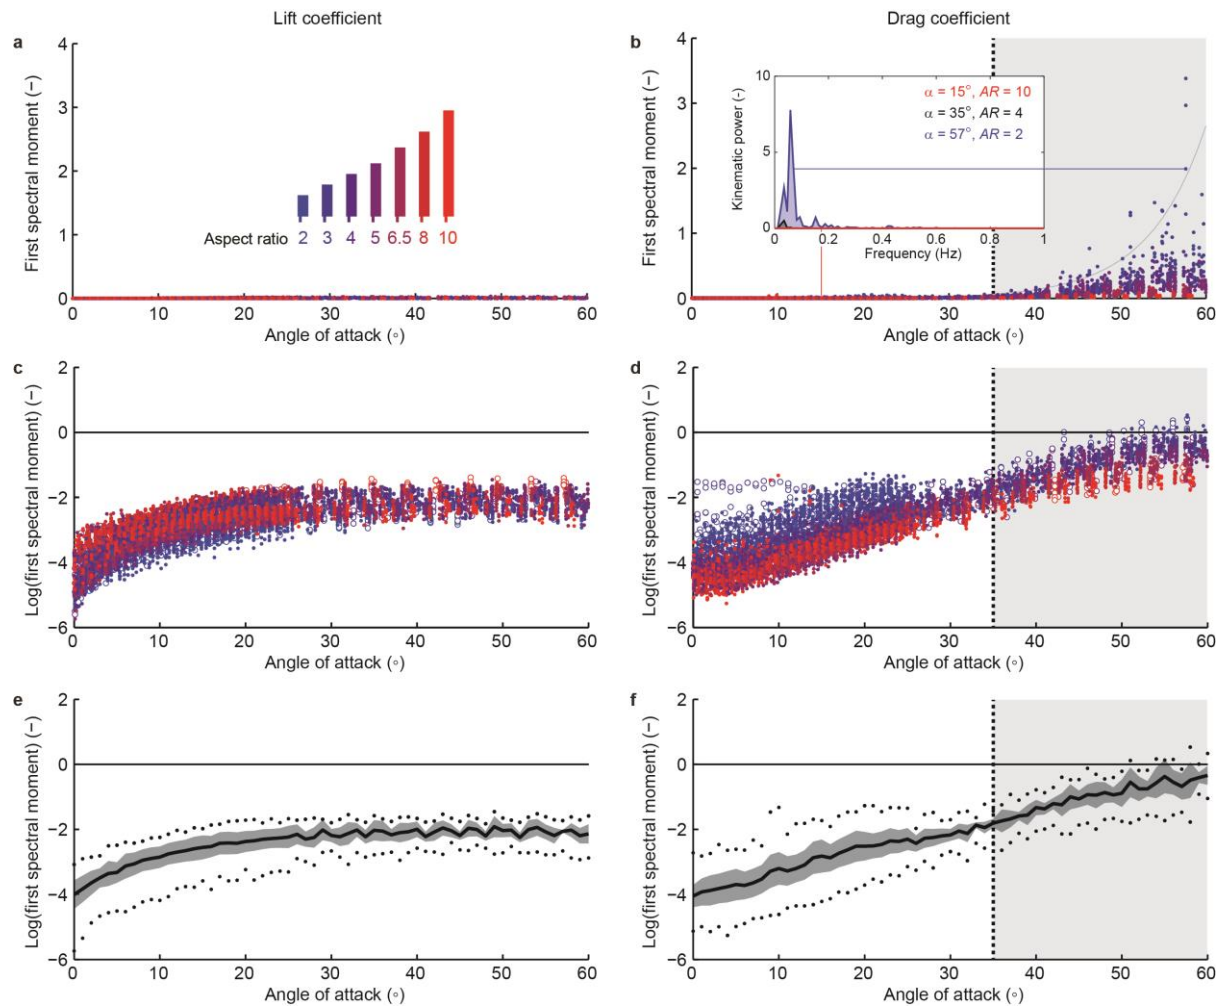 Lift coefficient
Drag coefficient
a
First spectral moment (–)
4
3
2
1
0
Aspect ratio 2 3 4 5 6.5 8 10
0 10 20 30 40 50 60
Angle of attack (°)
b
First spectral moment (–)
4
3
2
1
0
Kinematic power (-)
10
5
0
α = 15°, AR = 10
α = 35°, AR = 4
α = 57°, AR = 2
0 0.2 0.4 0.6 0.8 1
Frequency (Hz)
0 10 20 30 40 50 60
Angle of attack (°)
c
Log(first spectral moment) (–)
2
0
−2
−4
−6
0 10 20 30 40 50 60
Angle of attack (°)
d
Log(first spectral moment) (–)
2
0
−2
−4
−6
0 10 20 30 40 50 60
Angle of attack (°)
e
Log(first spectral moment) (–)
2
0
−2
−4
−6
0 10 20 30 40 50 60
Angle of attack (°)
f
Log(first spectral moment) (–)
2
0
−2
−4
−6
0 10 20 30 40 50 60
Angle of attack (°)